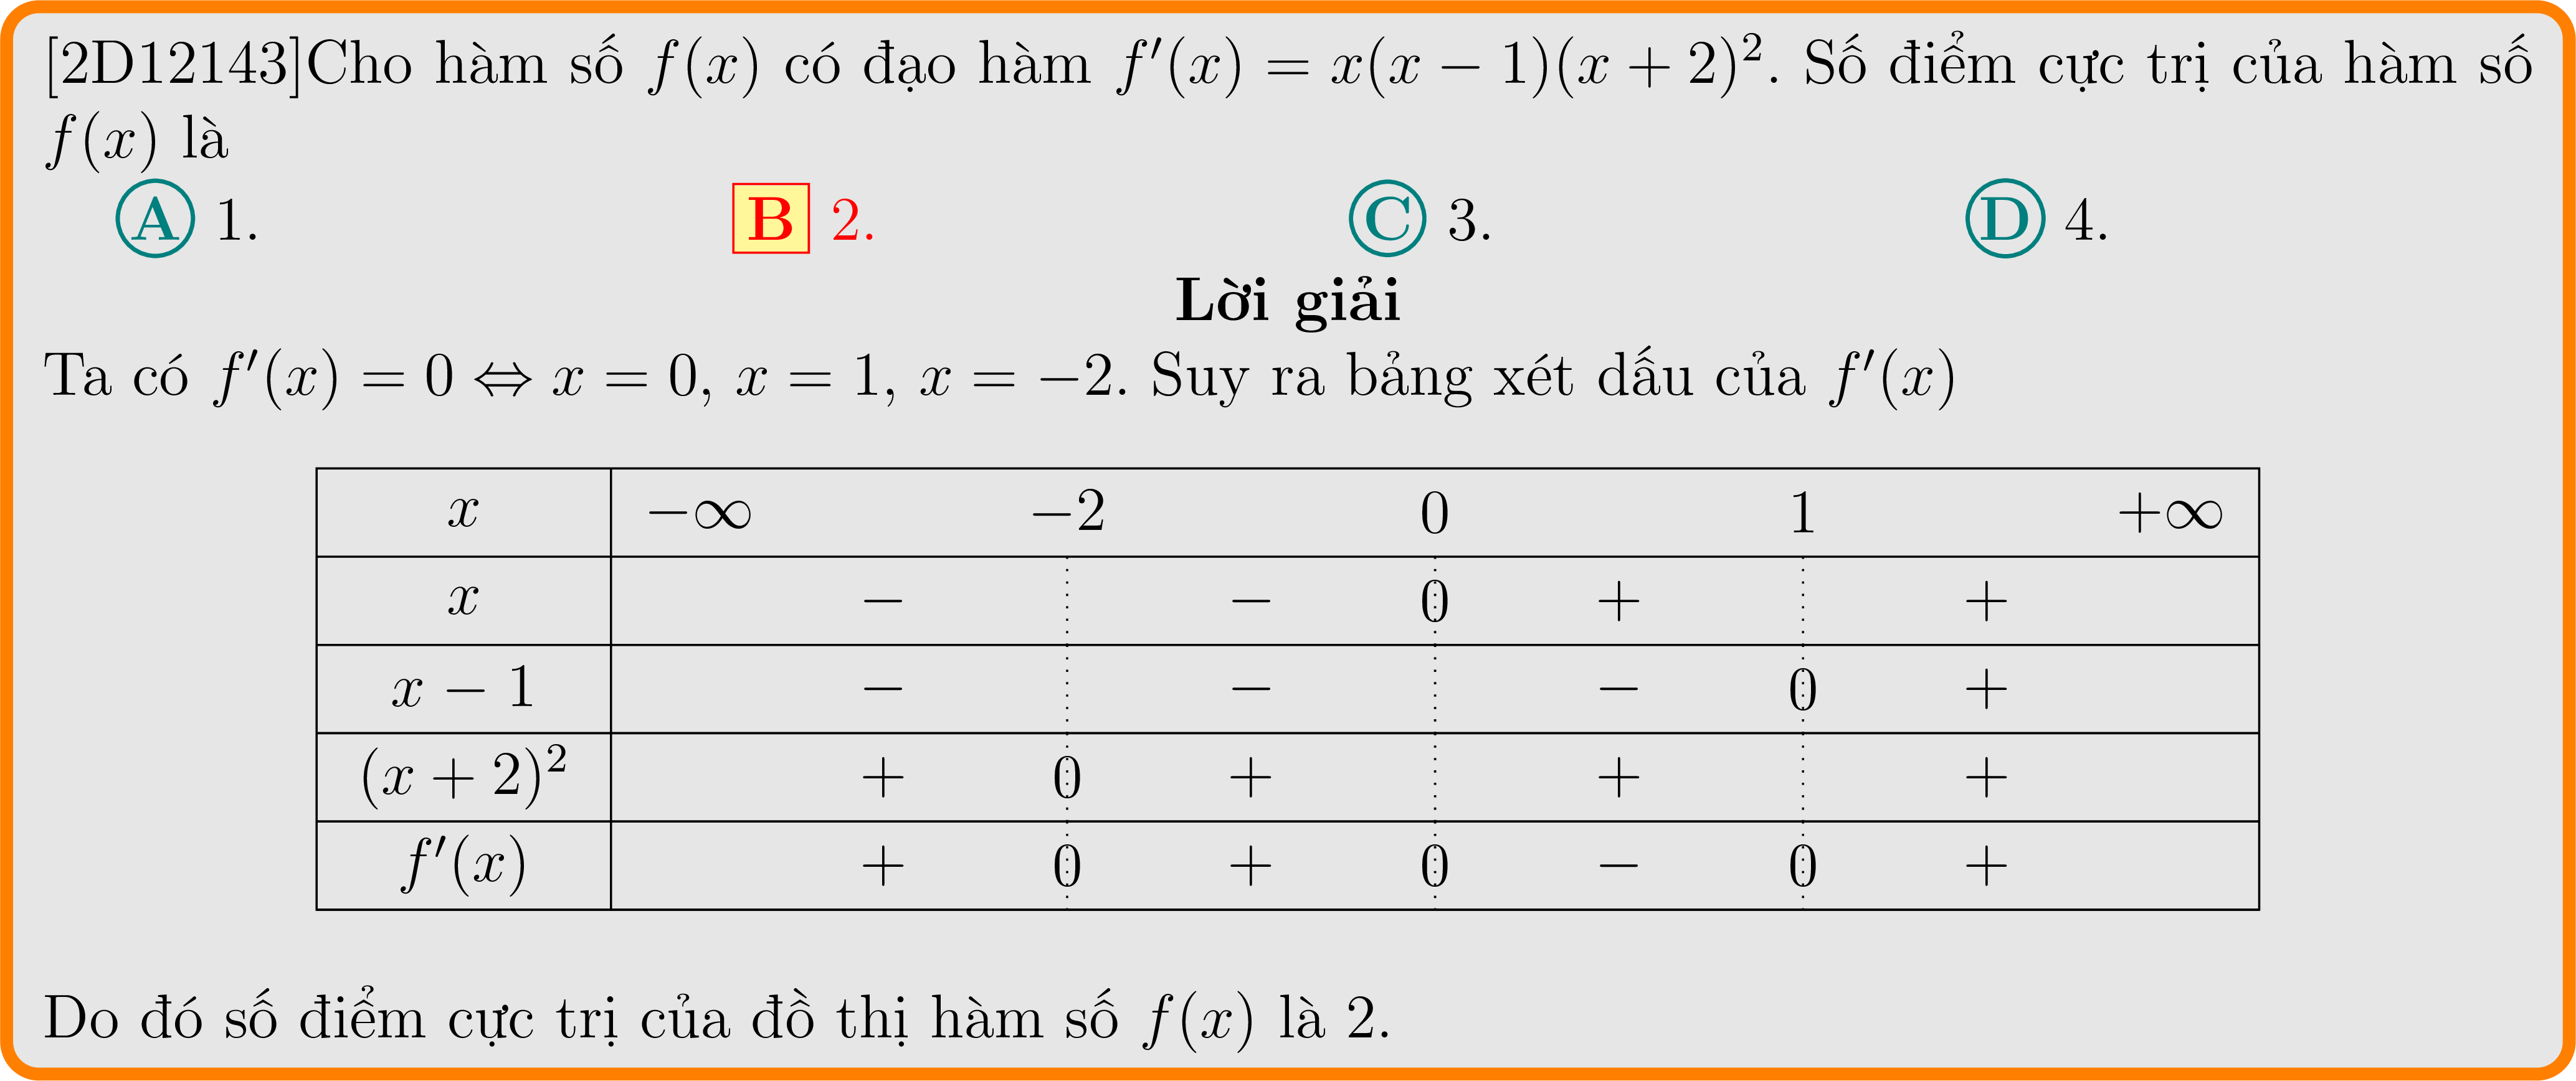 [2D12143]Cho hàm số f(x) có đạo hàm f′(x) = x(x − 1)(x + 2)². Số điểm cực trị của hàm số
f(x) là
A 1. B 2. C 3. D 4.
Lời giải
Ta có f′(x) = 0 ⇔ x = 0, x = 1, x = −2. Suy ra bảng xét dấu của f′(x)
x −∞ −2 0 1 +∞
x − − 0 + +
x − 1 − − − 0 +
(x + 2)² + 0 + + +
f′(x) + 0 + 0 − 0 +
Do đó số điểm cực trị của đồ thị hàm số f(x) là 2.